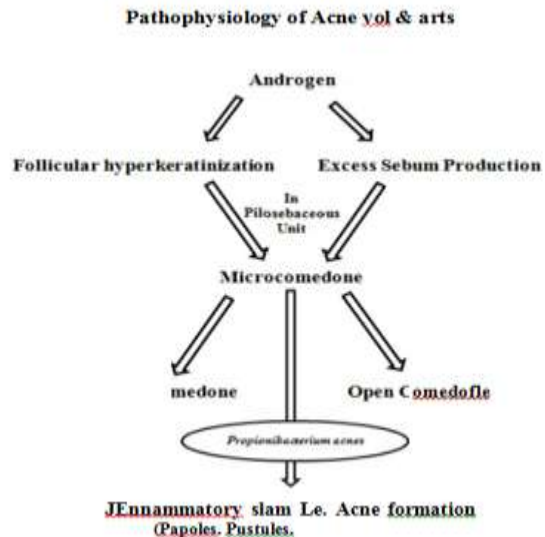 Pathophysiology of Acne yol & arts
Androgen
Follicular hyperkeratinization
Excess Sebum Production
In
Pilosebaceous
Unit
Microcomedone
medone
Open Comedofle
Propionibacterium acnes
JEnnammatory slam Le. Acne formation
(Papoles. Pustules.